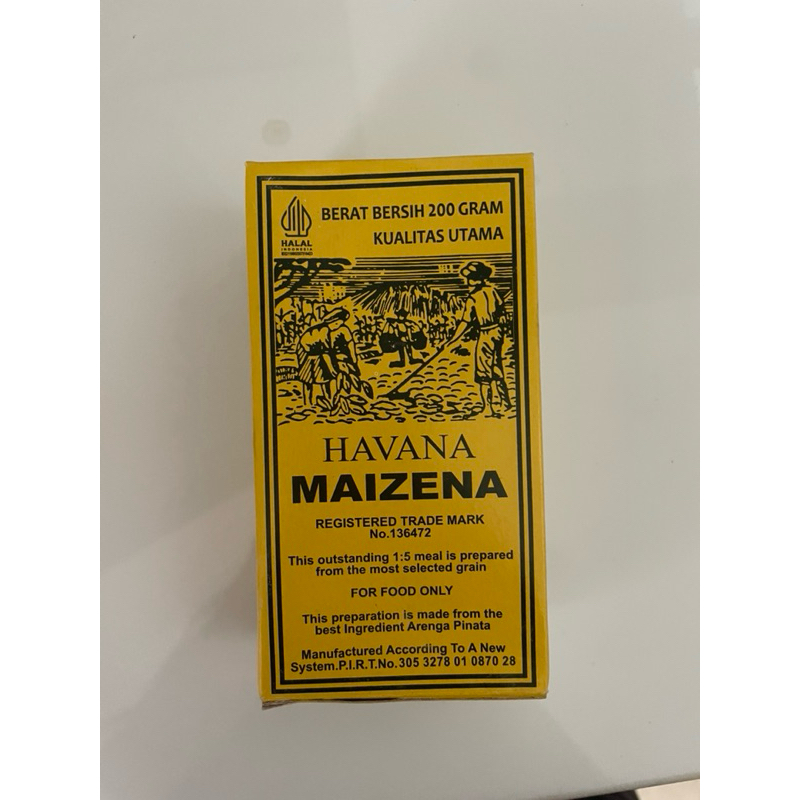 BERAT BERSIH 200 GRAM
KUALITAS UTAMA
HALAL
INDONESIA
HAVANA
MAIZENA
REGISTERED TRADE MARK
No.136472
This outstanding 1:5 meal is prepared
from the most selected grain
FOR FOOD ONLY
This preparation is made from the
best Ingredient Arenga Pinata
Manufactured According To A New
System.P.I.R.T.No.305 3278 01 0870 28